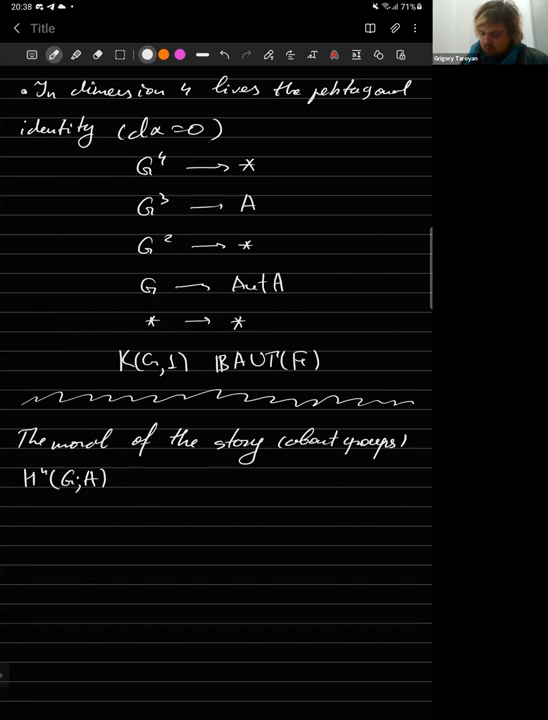 20:38
71%
Title
Grigory Taroyan
• In dimension 4 lives the pentagonal
identity (dα=0)
G⁴ → *
G³ → A
G² → *
G → Aut A
* → *
K(G,1) BAUT(F)
The moral of the story (about groups)
Hⁿ(G;A)